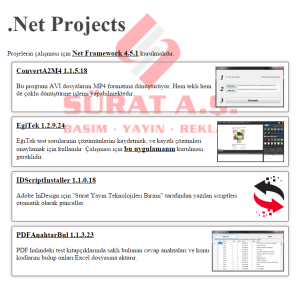 .Net Projects
Projelerin çalışması için Net Framework 4.5.1 kurulmalıdır.
ConvertA2M4 1.1.5.18
Bu program AVI dosyalarını MP4 formatına dönüştürüyor. Hem tekli hem
de çoklu dönüştürme işlemi yapabilmektedir.
SÜRAT A.Ş.
BASIM - YAYIN - REKL
EgiTek 1.2.9.24
EğiTek test sorularının çözümütlerini kaydetmek, ve kayıtlı çözümleri
onaylamak için kullanılır. Çalışması için bu uygulamanın kurulması
gereklidir.
IDScriptInstaller 1.1.0.18
Adobe InDesign için "Sürat Yayın Teknolojileri Birimi" tarafından yazılan scriptleri
otomatik olarak günceller.
PDFAnahtarBul 1.1.3.23
PDF halindeki test kitapçıklarında saklı bulunan cevap anahtarları ve konu
kodlarını bulup onları Excel dosyasına aktarır.